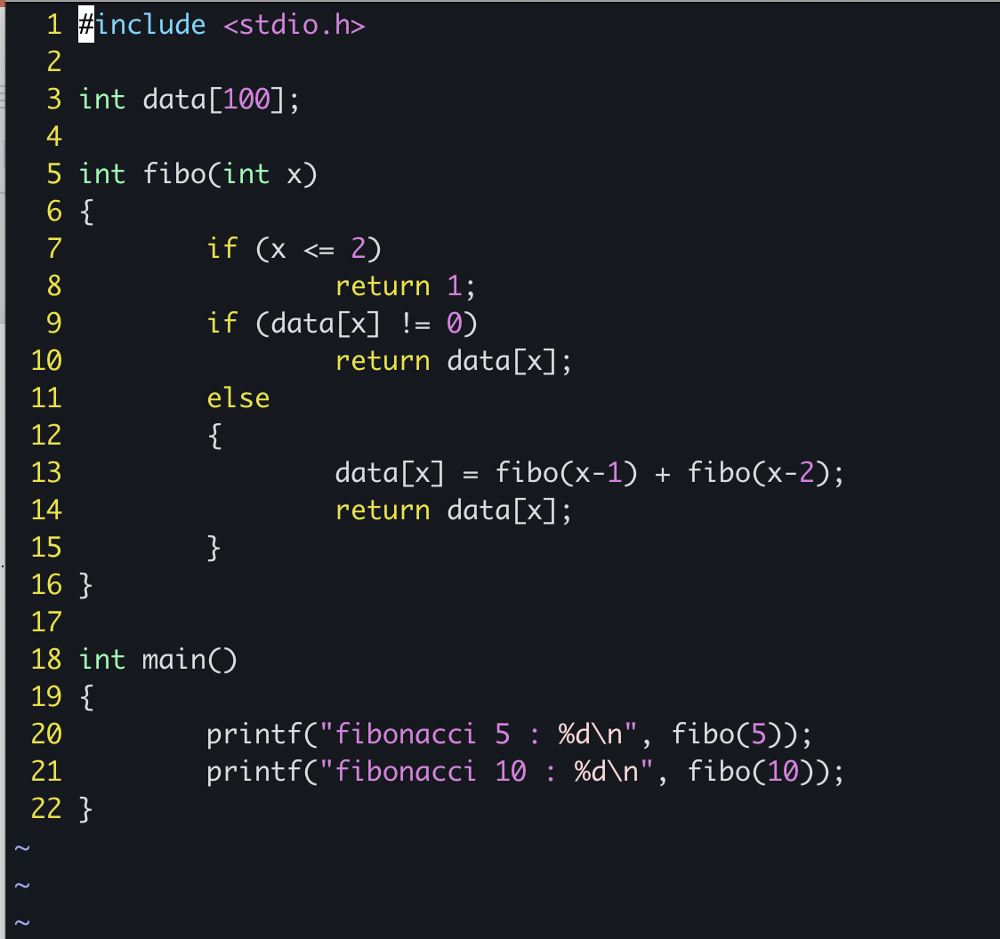 1 #include <stdio.h>
2
3 int data[100];
4
5 int fibo(int x)
6 {
7         if (x <= 2)
8                 return 1;
9         if (data[x] != 0)
10                 return data[x];
11         else
12         {
13                 data[x] = fibo(x-1) + fibo(x-2);
14                 return data[x];
15         }
16 }
17
18 int main()
19 {
20         printf("fibonacci 5 : %d\n", fibo(5));
21         printf("fibonacci 10 : %d\n", fibo(10));
22 }
~
~
~